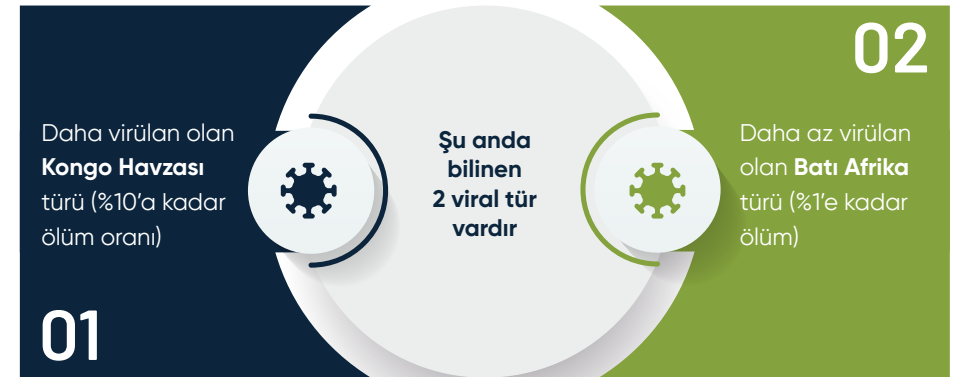 Daha virülan olan
Kongo Havzası
türü (%10'a kadar
ölüm oranı)
01
Şu anda
bilinen
2 viral tür
vardır
02
Daha az virülan
olan Batı Afrika
türü (%1'e kadar
ölüm)